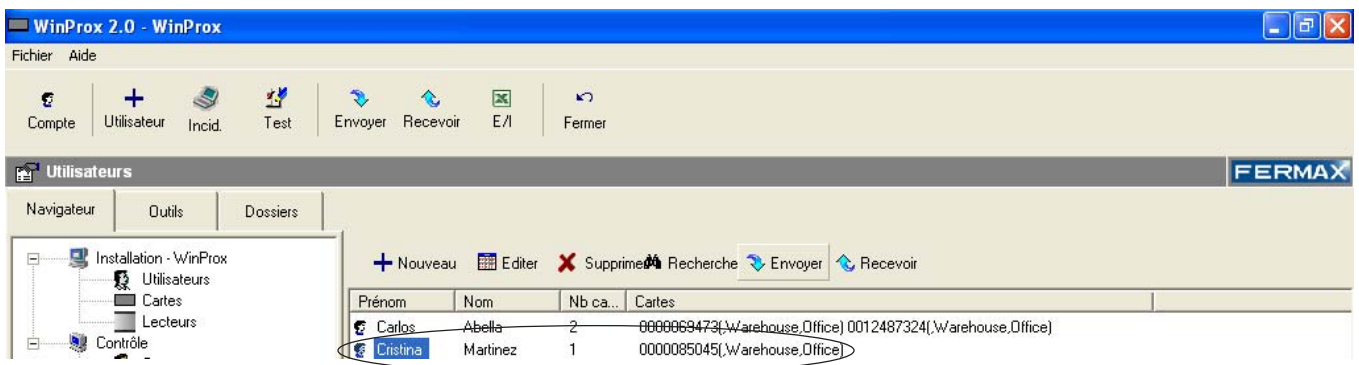 WinProx 2.0 - WinProx
Fichier Aide
Compte Utilisateur Incid. Test Envoyer Recevoir E/I Fermer
Utilisateurs FERMAX
Navigateur Outils Dossiers
Installation - WinProx
Utilisateurs
Cartes
Lecteurs
Contrôle
Nouveau Editer Supprimer Recherche Envoyer Recevoir
Prénom Nom Nb ca... Cartes
Carlos Abella 2 0000069473(,Warehouse,Office) 0012487324(,Warehouse,Office)
Cristina Martinez 1 0000085045(,Warehouse,Office)